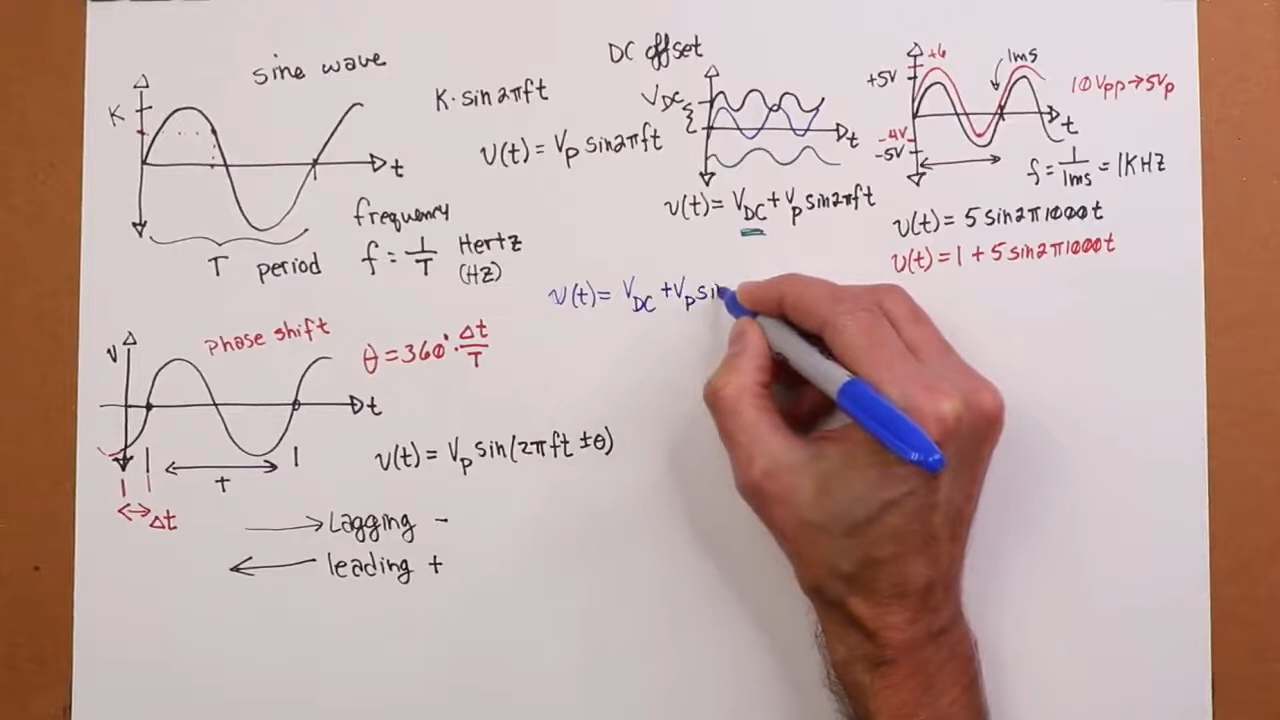 sine wave
K
t
K·sin2πft
v(t) = Vp sin2πft
T period
frequency
f = 1/T Hertz
(HZ)
DC offset
VDC
t
v(t) = VDC + Vp sin2πft
+6
+5V
-4V
-5V
1ms
t
10Vpp→5Vp
f = 1/1ms = 1KHZ
v(t) = 5 sin2π1000t
v(t) = 1 + 5 sin2π1000t
v(t) = VDC + Vp sin
phase shift
V
t
θ = 360°·Δt/T
T
Δt
v(t) = Vp sin(2πft ±θ)
→ Lagging -
← leading +